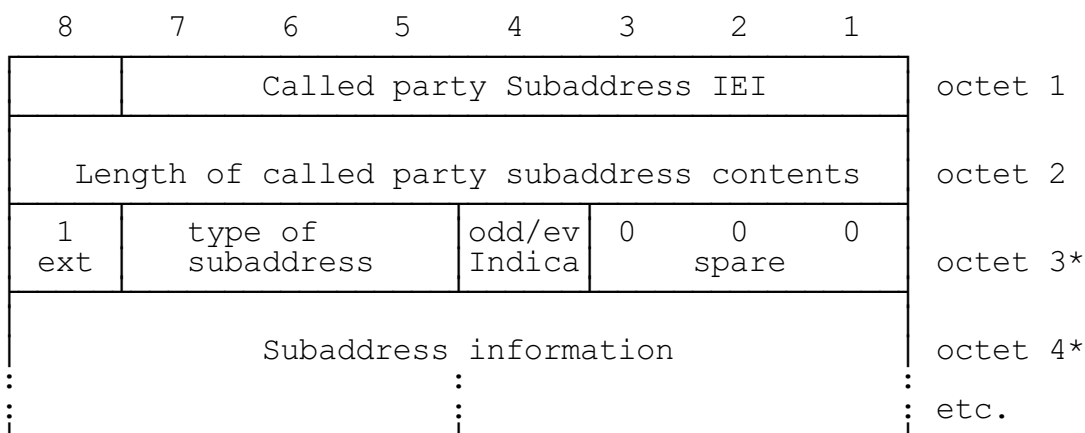 8 7 6 5 4 3 2 1
Called party Subaddress IEI octet 1
Length of called party subaddress contents octet 2
1 type of odd/ev 0 0 0
ext subaddress Indica spare octet 3*
Subaddress information octet 4*
: : :
: : : etc.